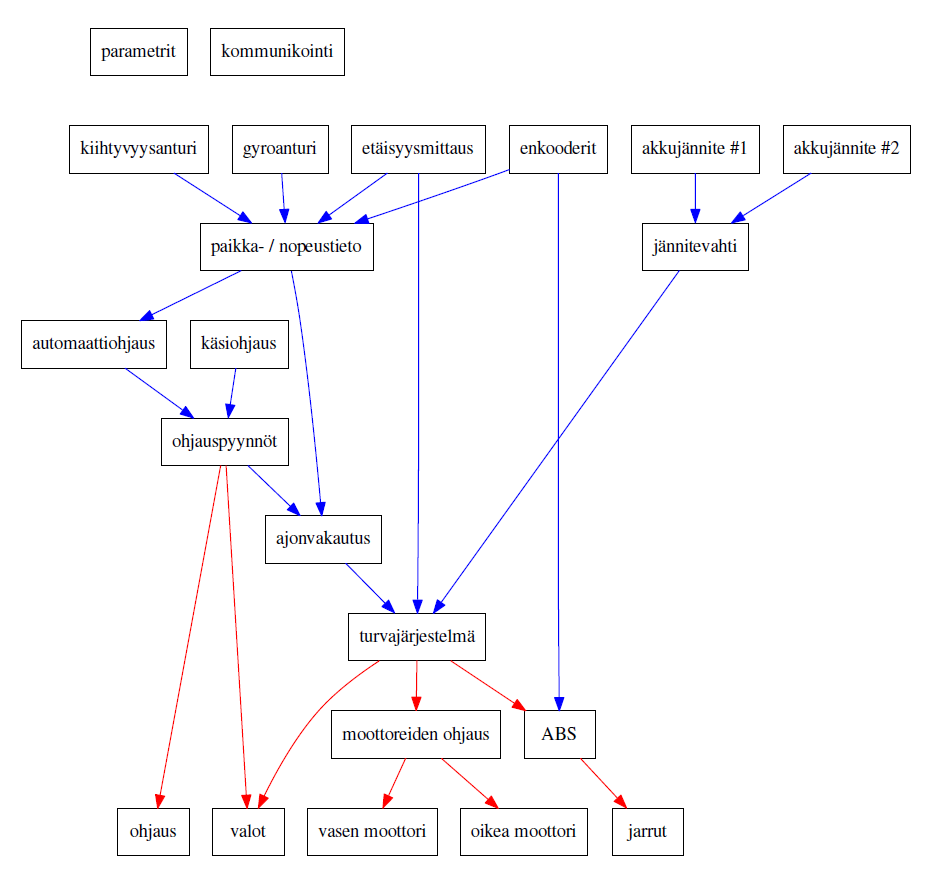 parametrit
kommunikointi
kiihtyvyysanturi
gyroanturi
etäisyysmittaus
enkooderit
akkujännite #1
akkujännite #2
paikka- / nopeustieto
jännitevahti
automaattiohjaus
käsiohjaus
ohjauspyynnöt
ajonvakautus
turvajärjestelmä
moottoreiden ohjaus
ABS
ohjaus
valot
vasen moottori
oikea moottori
jarrut